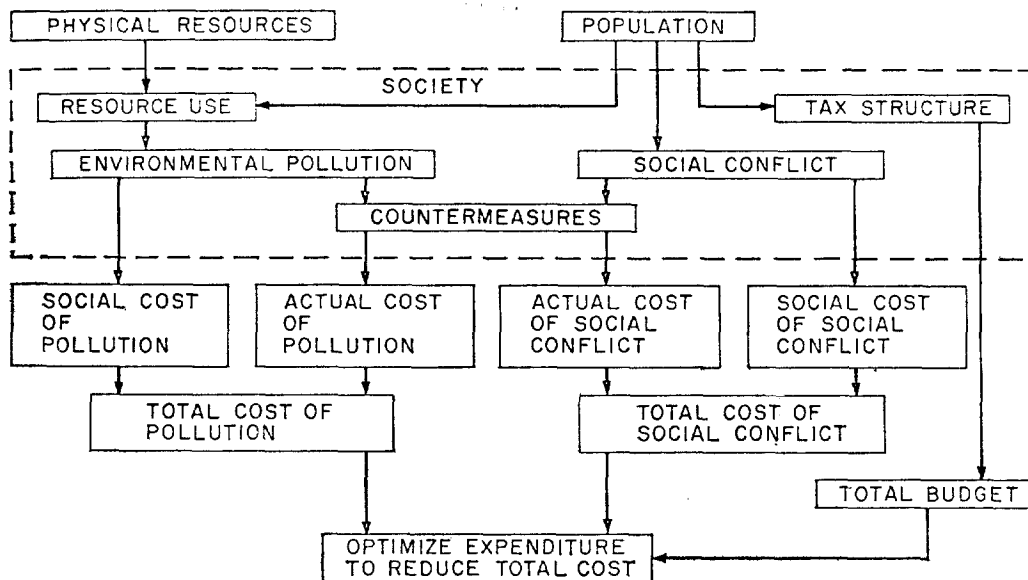 PHYSICAL RESOURCES
POPULATION
SOCIETY
RESOURCE USE
TAX STRUCTURE
ENVIRONMENTAL POLLUTION
SOCIAL CONFLICT
COUNTERMEASURES
SOCIAL COST
OF
POLLUTION
ACTUAL COST
OF
POLLUTION
ACTUAL COST
OF SOCIAL
CONFLICT
SOCIAL COST
OF SOCIAL
CONFLICT
TOTAL COST OF
POLLUTION
TOTAL COST OF
SOCIAL CONFLICT
TOTAL BUDGET
OPTIMIZE EXPENDITURE
TO REDUCE TOTAL COST